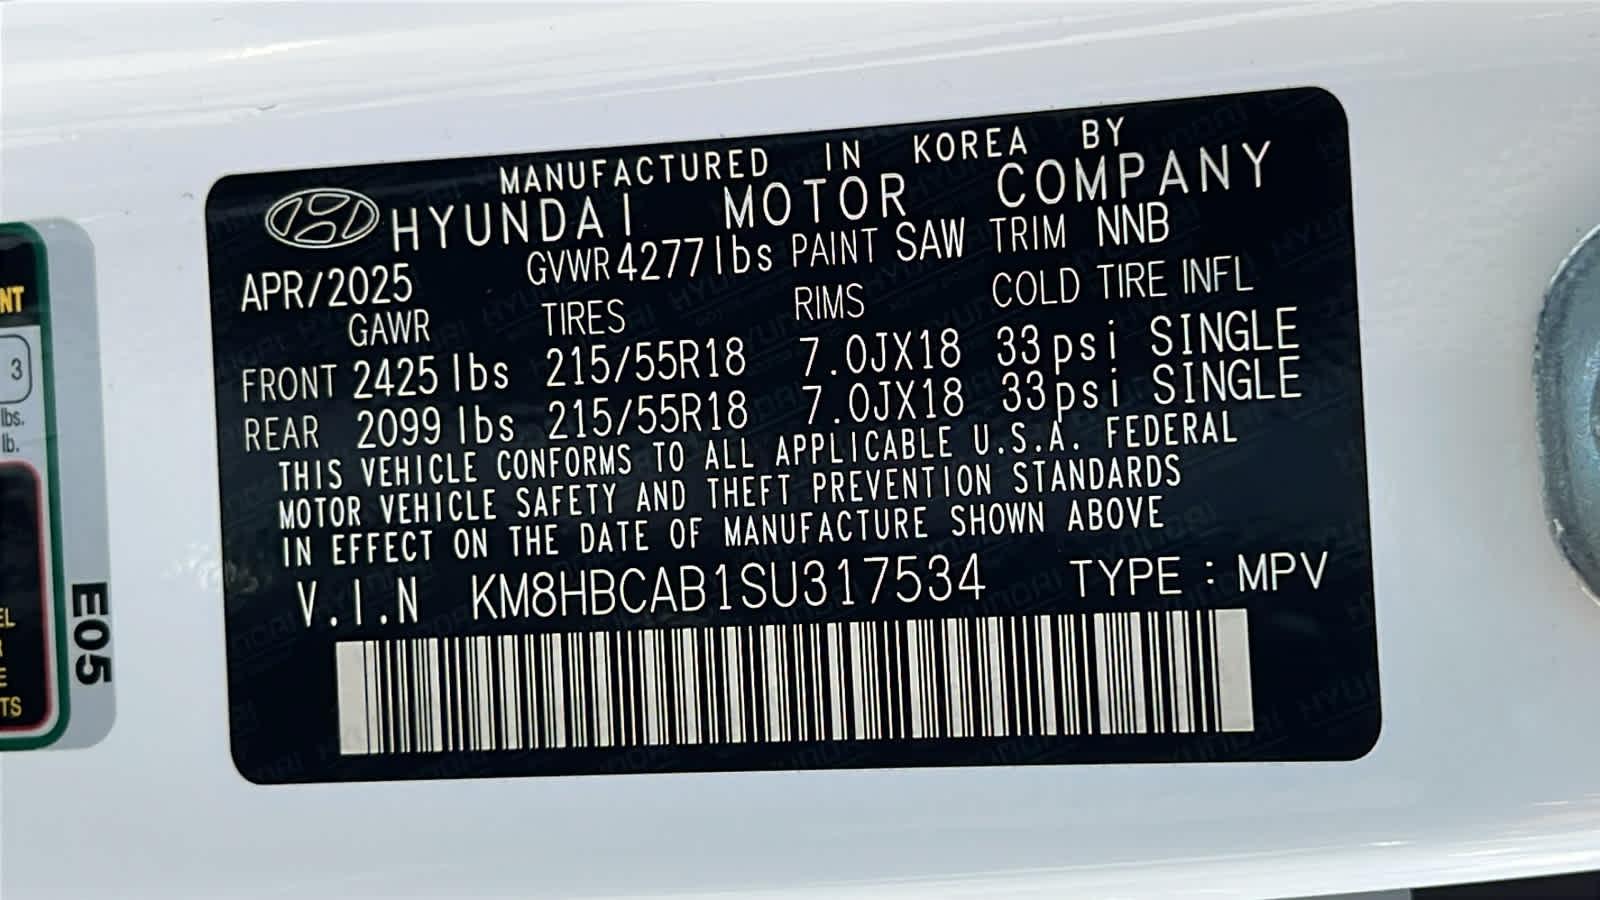 MANUFACTURED IN KOREA BY
HYUNDAI MOTOR COMPANY
APR/2025 GVWR 4277 lbs PAINT SAW TRIM NNB
GAWR TIRES RIMS COLD TIRE INFL
FRONT 2425 lbs 215/55R18 7.0JX18 33psi SINGLE
REAR 2099 lbs 215/55R18 7.0JX18 33psi SINGLE
THIS VEHICLE CONFORMS TO ALL APPLICABLE U.S.A. FEDERAL
MOTOR VEHICLE SAFETY AND THEFT PREVENTION STANDARDS
IN EFFECT ON THE DATE OF MANUFACTURE SHOWN ABOVE
V.I.N KM8HBCAB1SU317534 TYPE : MPV
3
lbs.
lb.
E05